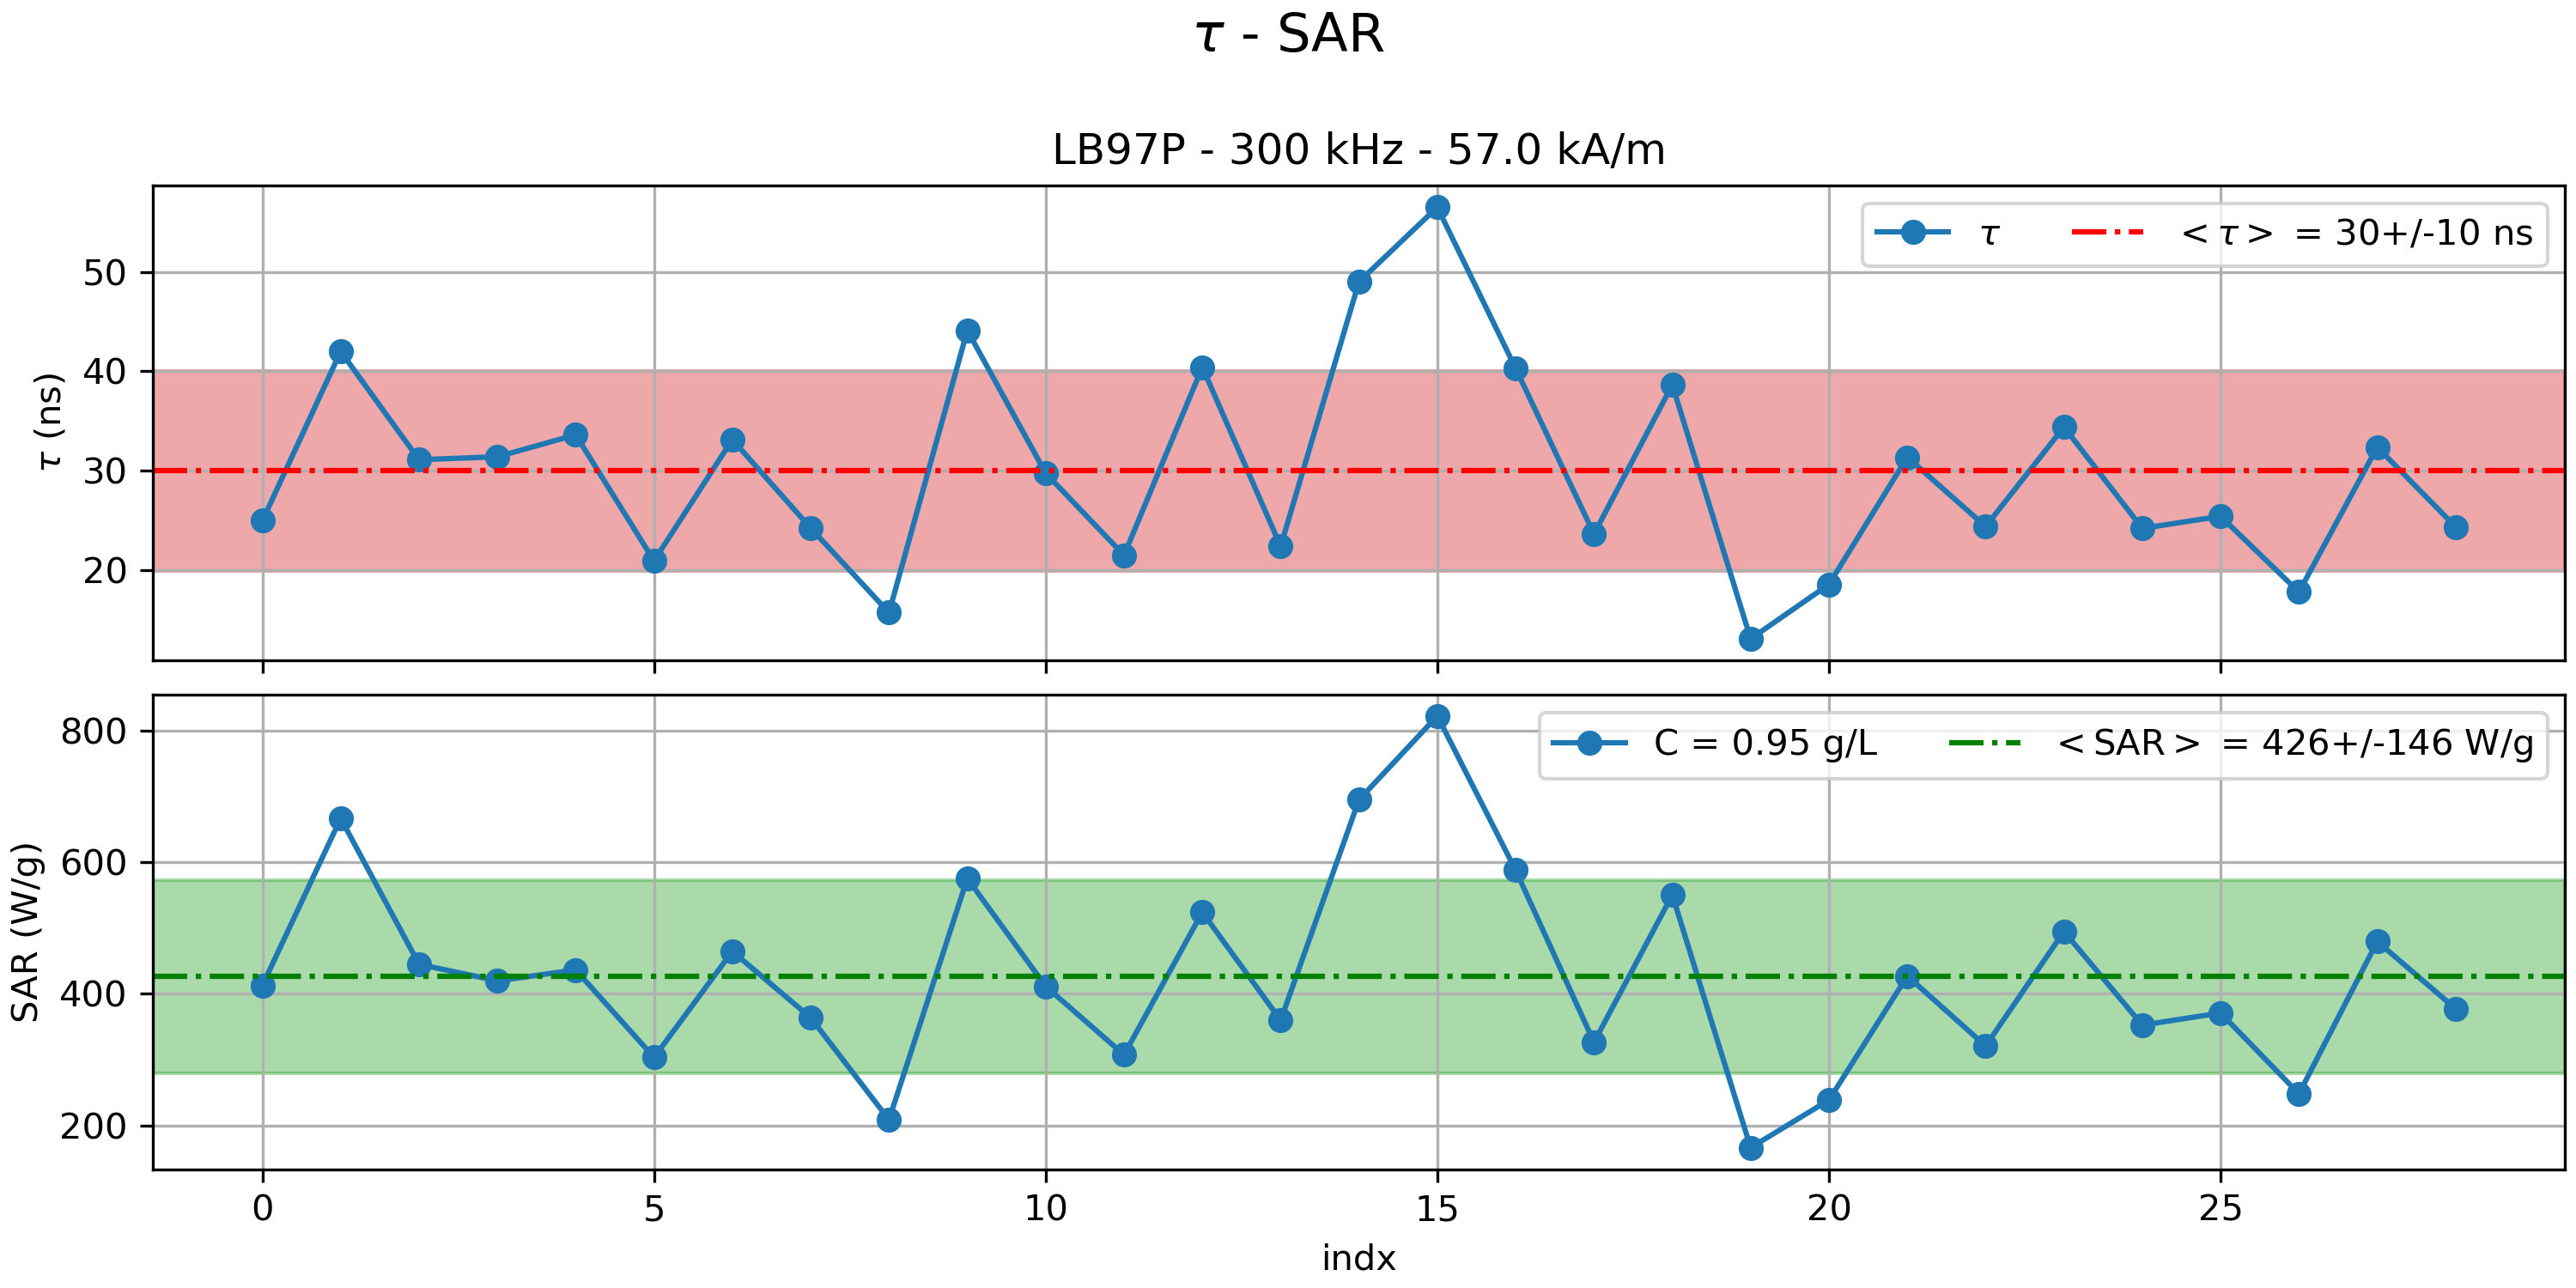 τ - SAR
LB97P - 300 kHz - 57.0 kA/m
τ
<τ> = 30+/-10 ns
τ (ns)
50
40
30
20
C = 0.95 g/L
<SAR> = 426+/-146 W/g
SAR (W/g)
800
600
400
200
0 5 10 15 20 25
indx